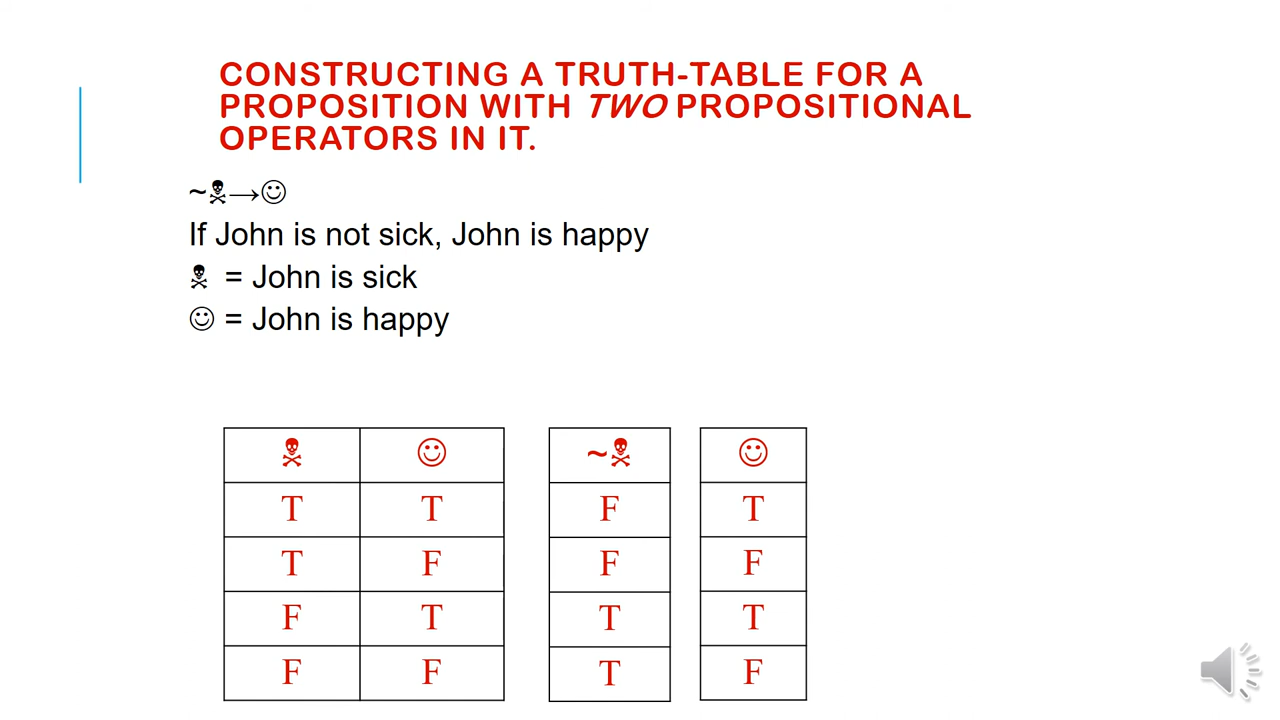 CONSTRUCTING A TRUTH-TABLE FOR A
PROPOSITION WITH TWO PROPOSITIONAL
OPERATORS IN IT.
~☠→☺
If John is not sick, John is happy
☠ = John is sick
☺ = John is happy
☠ ☺ ~☠ ☺
T T F T
T F F F
F T T T
F F T F